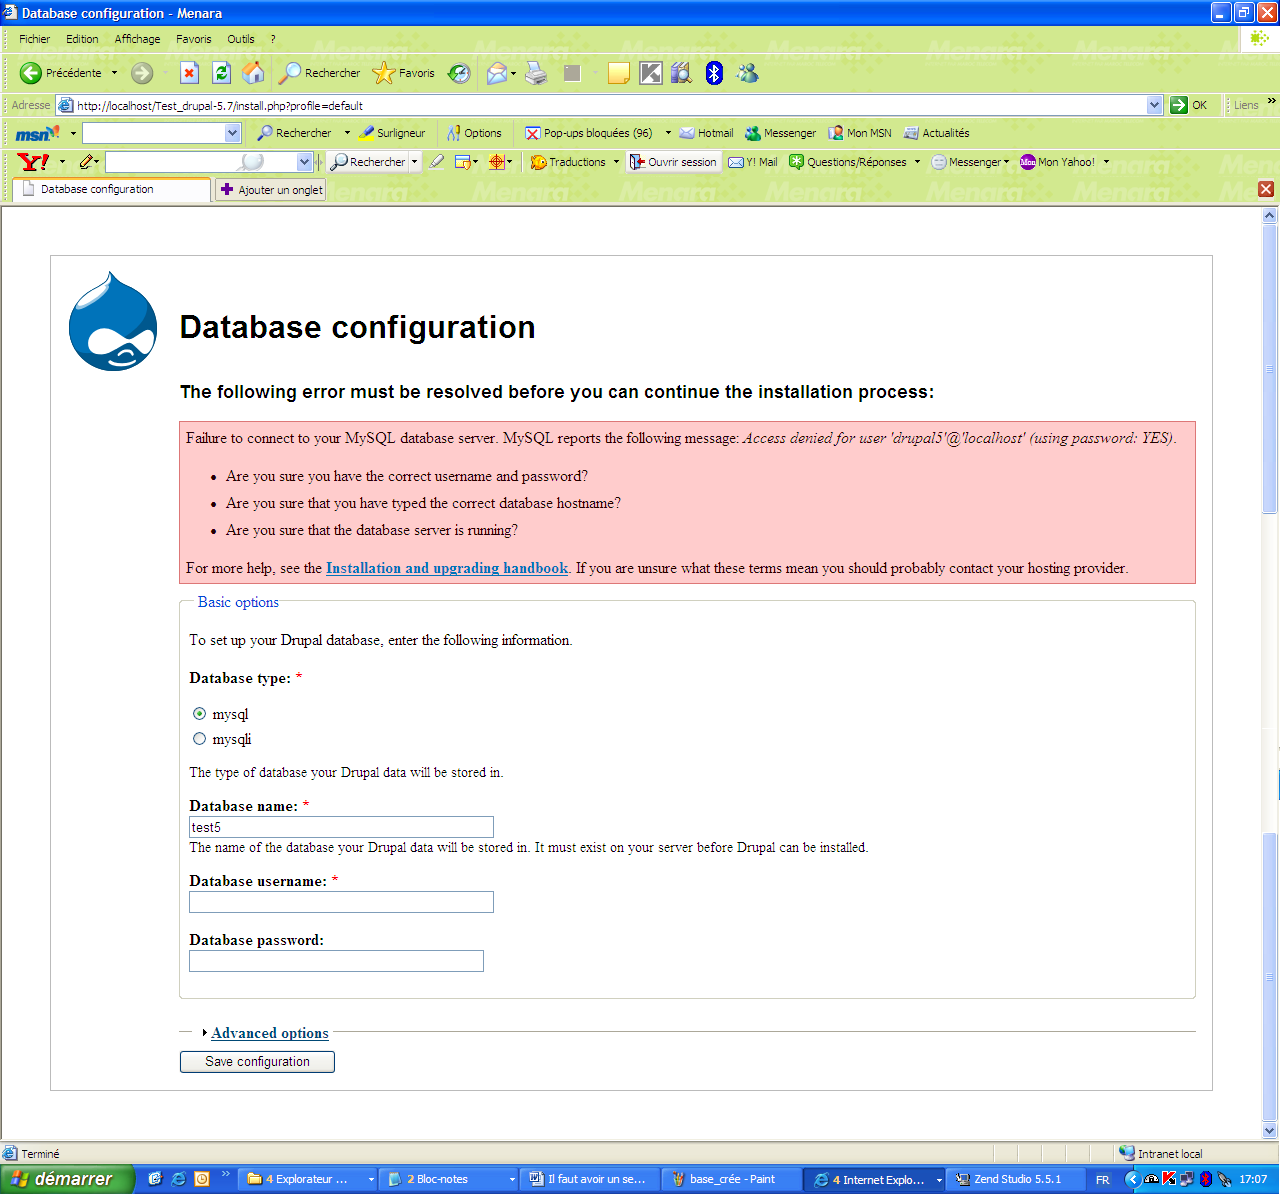 Database configuration - Menara
Fichier Edition Affichage Favoris Outils ?
Précédente Rechercher Favoris
Adresse http://localhost/Test_drupal-5.7/install.php?profile=default OK Liens »
msn Rechercher Surligneur Options Pop-ups bloquées (96) Hotmail Messenger Mon MSN Actualités
Y! Rechercher Traductions Ouvrir session Y! Mail Questions/Réponses Messenger Mon Yahoo!
Database configuration Ajouter un onglet
Database configuration
The following error must be resolved before you can continue the installation process:
Failure to connect to your MySQL database server. MySQL reports the following message: Access denied for user 'drupal5'@'localhost' (using password: YES).
• Are you sure you have the correct username and password?
• Are you sure that you have typed the correct database hostname?
• Are you sure that the database server is running?
For more help, see the Installation and upgrading handbook. If you are unsure what these terms mean you should probably contact your hosting provider.
Basic options
To set up your Drupal database, enter the following information.
Database type: *
mysql
mysqli
The type of database your Drupal data will be stored in.
Database name: *
test5
The name of the database your Drupal data will be stored in. It must exist on your server before Drupal can be installed.
Database username: *
Database password:
Advanced options
Save configuration
Terminé Intranet local
démarrer » 4 Explorateur ... 2 Bloc-notes Il faut avoir un se... base_crée - Paint 4 Internet Explo... Zend Studio 5.5.1 FR 17:07